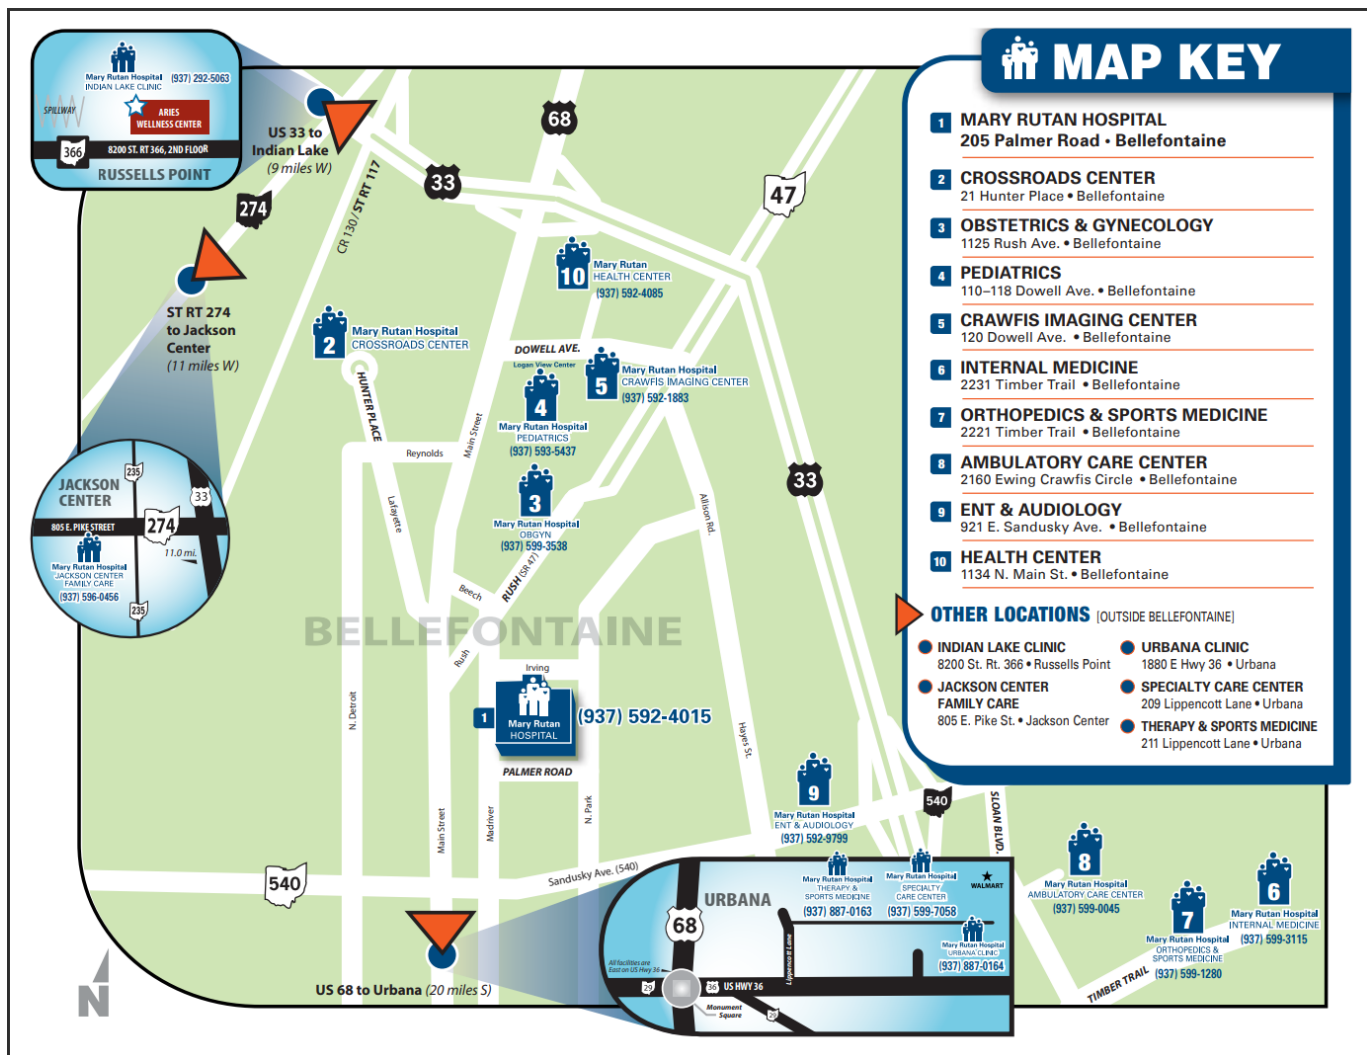 Mary Rutan Hospital
INDIAN LAKE CLINIC
(937) 292-5063
SPILLWAY
ARIES
WELLNESS CENTER
366
8200 ST. RT 366, 2ND FLOOR
RUSSELLS POINT
US 33 to
Indian Lake
(9 miles W)
274
CR 130 / ST RT 117
33
68
47
ST RT 274
to Jackson
Center
(11 miles W)
10
Mary Rutan
HEALTH CENTER
(937) 592-4085
2
Mary Rutan Hospital
CROSSROADS CENTER
HUNTER PLACE
DOWELL AVE.
Logan View Center
5
Mary Rutan Hospital
CRAWFIS IMAGING CENTER
(937) 592-1883
4
Mary Rutan Hospital
PEDIATRICS
(937) 593-5437
Main Street
Reynolds
3
Mary Rutan Hospital
OBGYN
(937) 599-3538
Lafayette
Allison Rd.
33
RUSH (SR 47)
Beech
BELLEFONTAINE
Rush
Irving
1
Mary Rutan
HOSPITAL
(937) 592-4015
PALMER ROAD
N. Detroit
Hayes St.
Main Street
Madriver
N. Park
JACKSON
CENTER
235
33
805 E. PIKE STREET
274
11.0 mi.
Mary Rutan Hospital
JACKSON CENTER
FAMILY CARE
(937) 596-0456
235
9
Mary Rutan Hospital
ENT & AUDIOLOGY
(937) 592-9799
540
SLOAN BLVD.
540
Sandusky Ave. (540)
8
Mary Rutan Hospital
AMBULATORY CARE CENTER
(937) 599-0045
6
Mary Rutan Hospital
INTERNAL MEDICINE
(937) 599-3115
7
Mary Rutan Hospital
ORTHOPEDICS &
SPORTS MEDICINE
(937) 599-1280
TIMBER TRAIL
N
US 68 to Urbana (20 miles S)
URBANA
68
Mary Rutan Hospital
THERAPY &
SPORTS MEDICINE
(937) 887-0163
Mary Rutan Hospital
SPECIALTY
CARE CENTER
(937) 599-7058
WALMART
Mary Rutan Hospital
URBANA CLINIC
(937) 887-0164
Lippencott Lane
All facilities are
East on US Hwy 36
29
36
US HWY 36
Monument
Square
29
MAP KEY
1 MARY RUTAN HOSPITAL
205 Palmer Road • Bellefontaine
2 CROSSROADS CENTER
21 Hunter Place • Bellefontaine
3 OBSTETRICS & GYNECOLOGY
1125 Rush Ave. • Bellefontaine
4 PEDIATRICS
110–118 Dowell Ave. • Bellefontaine
5 CRAWFIS IMAGING CENTER
120 Dowell Ave. • Bellefontaine
6 INTERNAL MEDICINE
2231 Timber Trail • Bellefontaine
7 ORTHOPEDICS & SPORTS MEDICINE
2221 Timber Trail • Bellefontaine
8 AMBULATORY CARE CENTER
2160 Ewing Crawfis Circle • Bellefontaine
9 ENT & AUDIOLOGY
921 E. Sandusky Ave. • Bellefontaine
10 HEALTH CENTER
1134 N. Main St. • Bellefontaine
OTHER LOCATIONS [OUTSIDE BELLEFONTAINE]
INDIAN LAKE CLINIC
8200 St. Rt. 366 • Russells Point
JACKSON CENTER
FAMILY CARE
805 E. Pike St. • Jackson Center
URBANA CLINIC
1880 E Hwy 36 • Urbana
SPECIALTY CARE CENTER
209 Lippencott Lane • Urbana
THERAPY & SPORTS MEDICINE
211 Lippencott Lane • Urbana